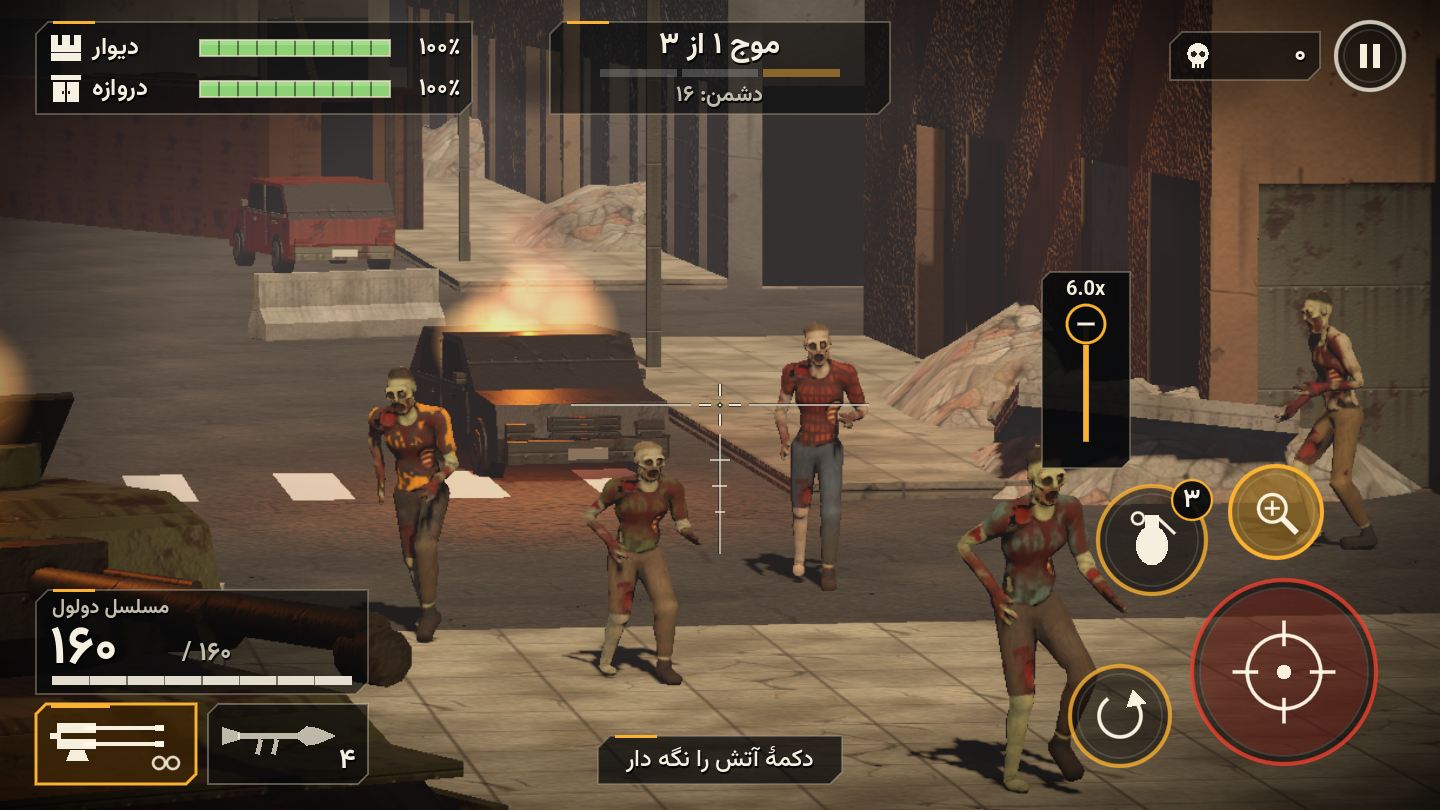 دیوار ۱۰۰٪
دروازه ۱۰۰٪
موج ۱ از ۳
دشمن: ۱۶
۰
6.0x
۳
مسلسل دولول
۱۶۰ / ۱۶۰
∞
۴
دکمهٔ آتش را نگه دار